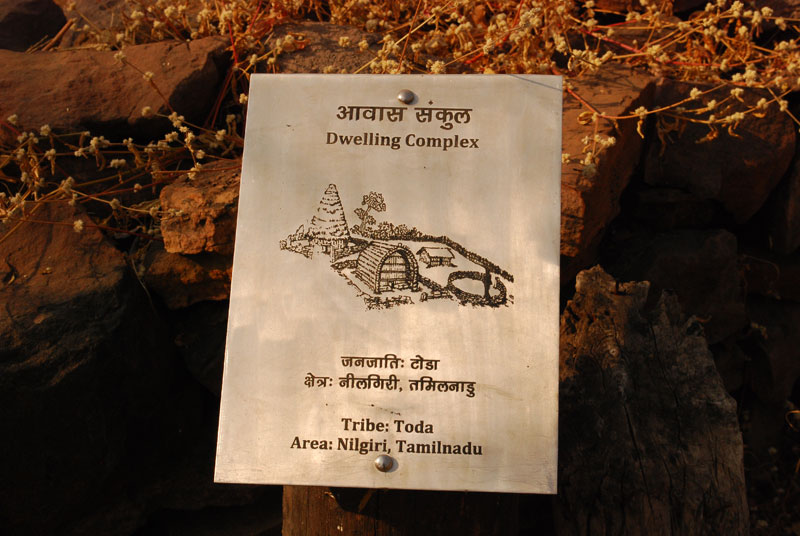 आवास संकुल
Dwelling Complex
जनजातिः टोडा
क्षेत्रः नीलगिरी, तमिलनाडु
Tribe: Toda
Area: Nilgiri, Tamilnadu